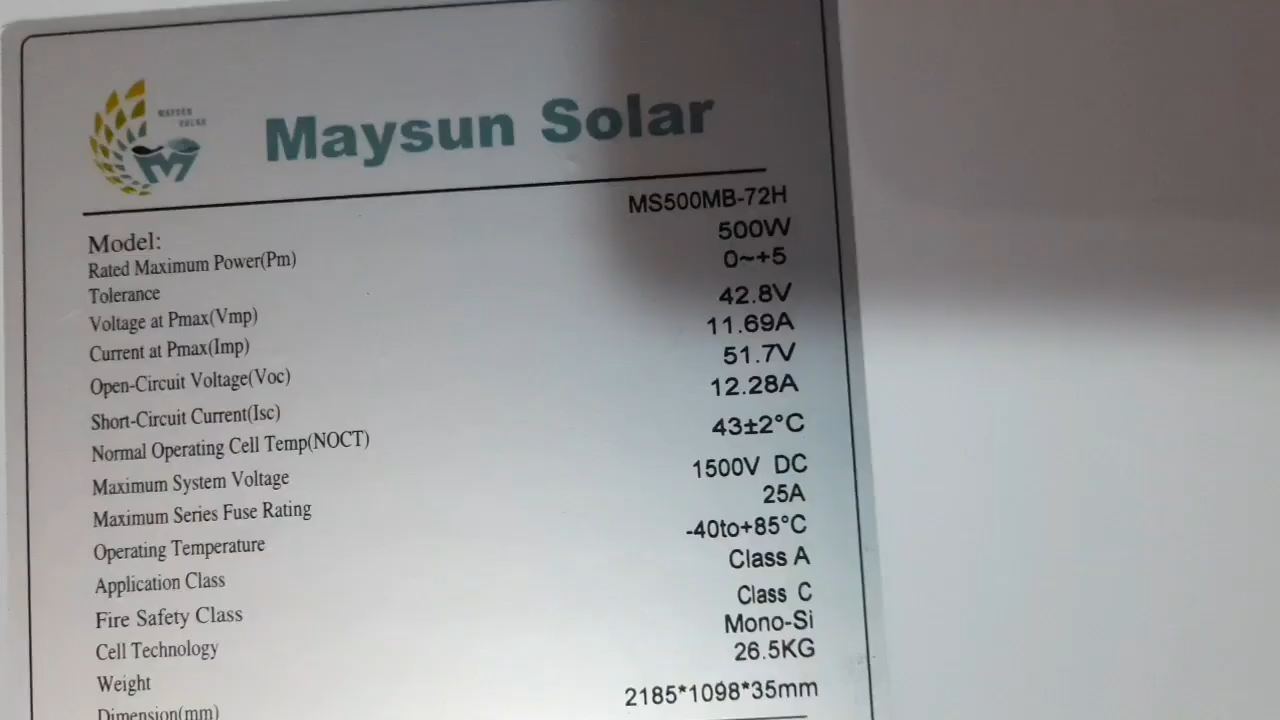 MAYSUN
SOLAR
Maysun Solar
Model: MS500MB-72H
Rated Maximum Power(Pm) 500W
Tolerance 0~+5
Voltage at Pmax(Vmp) 42.8V
Current at Pmax(Imp) 11.69A
Open-Circuit Voltage(Voc) 51.7V
Short-Circuit Current(Isc) 12.28A
Normal Operating Cell Temp(NOCT) 43±2°C
Maximum System Voltage 1500V DC
Maximum Series Fuse Rating 25A
Operating Temperature -40to+85°C
Application Class Class A
Fire Safety Class Class C
Cell Technology Mono-Si
Weight 26.5KG
Dimension(mm) 2185*1098*35mm